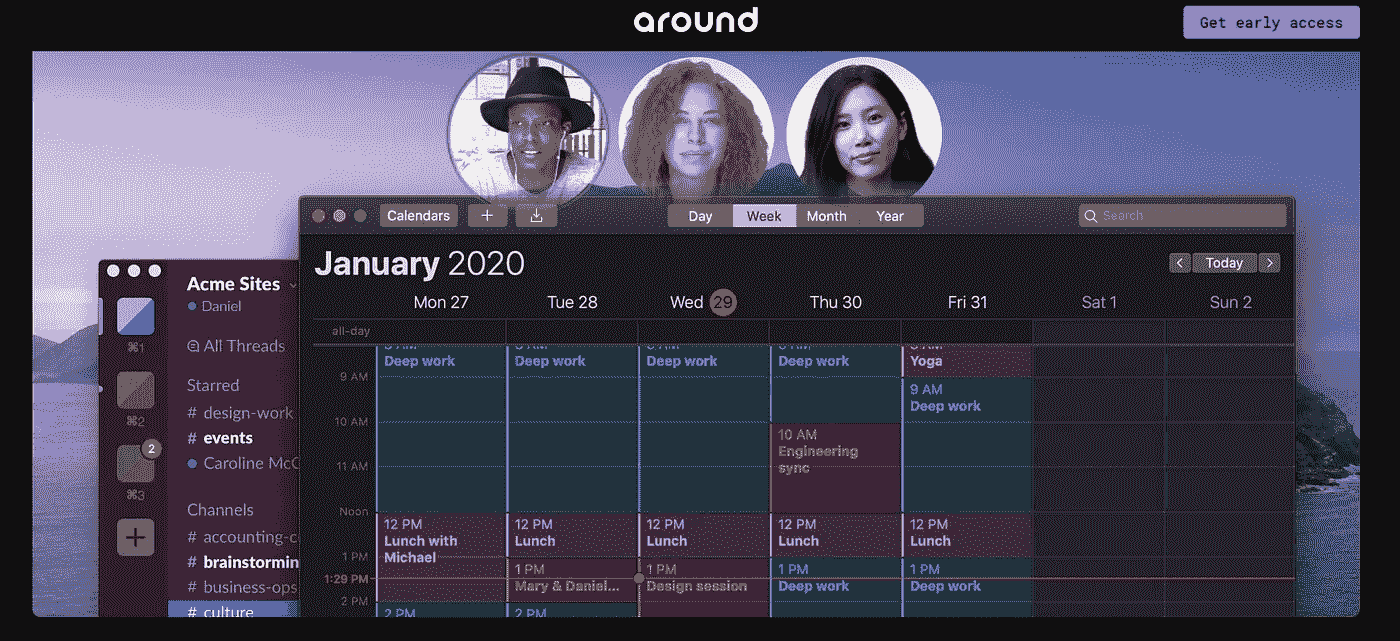 around
Get early access
Calendars
+
Day Week Month Year
Search
January 2020
< Today >
Mon 27 Tue 28 Wed 29 Thu 30 Fri 31 Sat 1 Sun 2
all-day
Deep work
Deep work
Deep work
Deep work
Yoga
9 AM
9 AM
Deep work
10 AM
10 AM
Engineering
sync
11 AM
Noon
12 PM
Lunch with
Michael
12 PM
Lunch
12 PM
Lunch
12 PM
Lunch
12 PM
Lunch
1 PM
1 PM
Mary & Daniel...
1 PM
Design session
1 PM
Deep work
1 PM
Deep work
1:29 PM
2 PM
2 PM
2 PM
Acme Sites
Daniel
All Threads
Starred
# design-work
# events
Caroline McC
Channels
# accounting-c
# brainstormin
# business-ops
# culture
⌘1
⌘2
2
⌘3
+